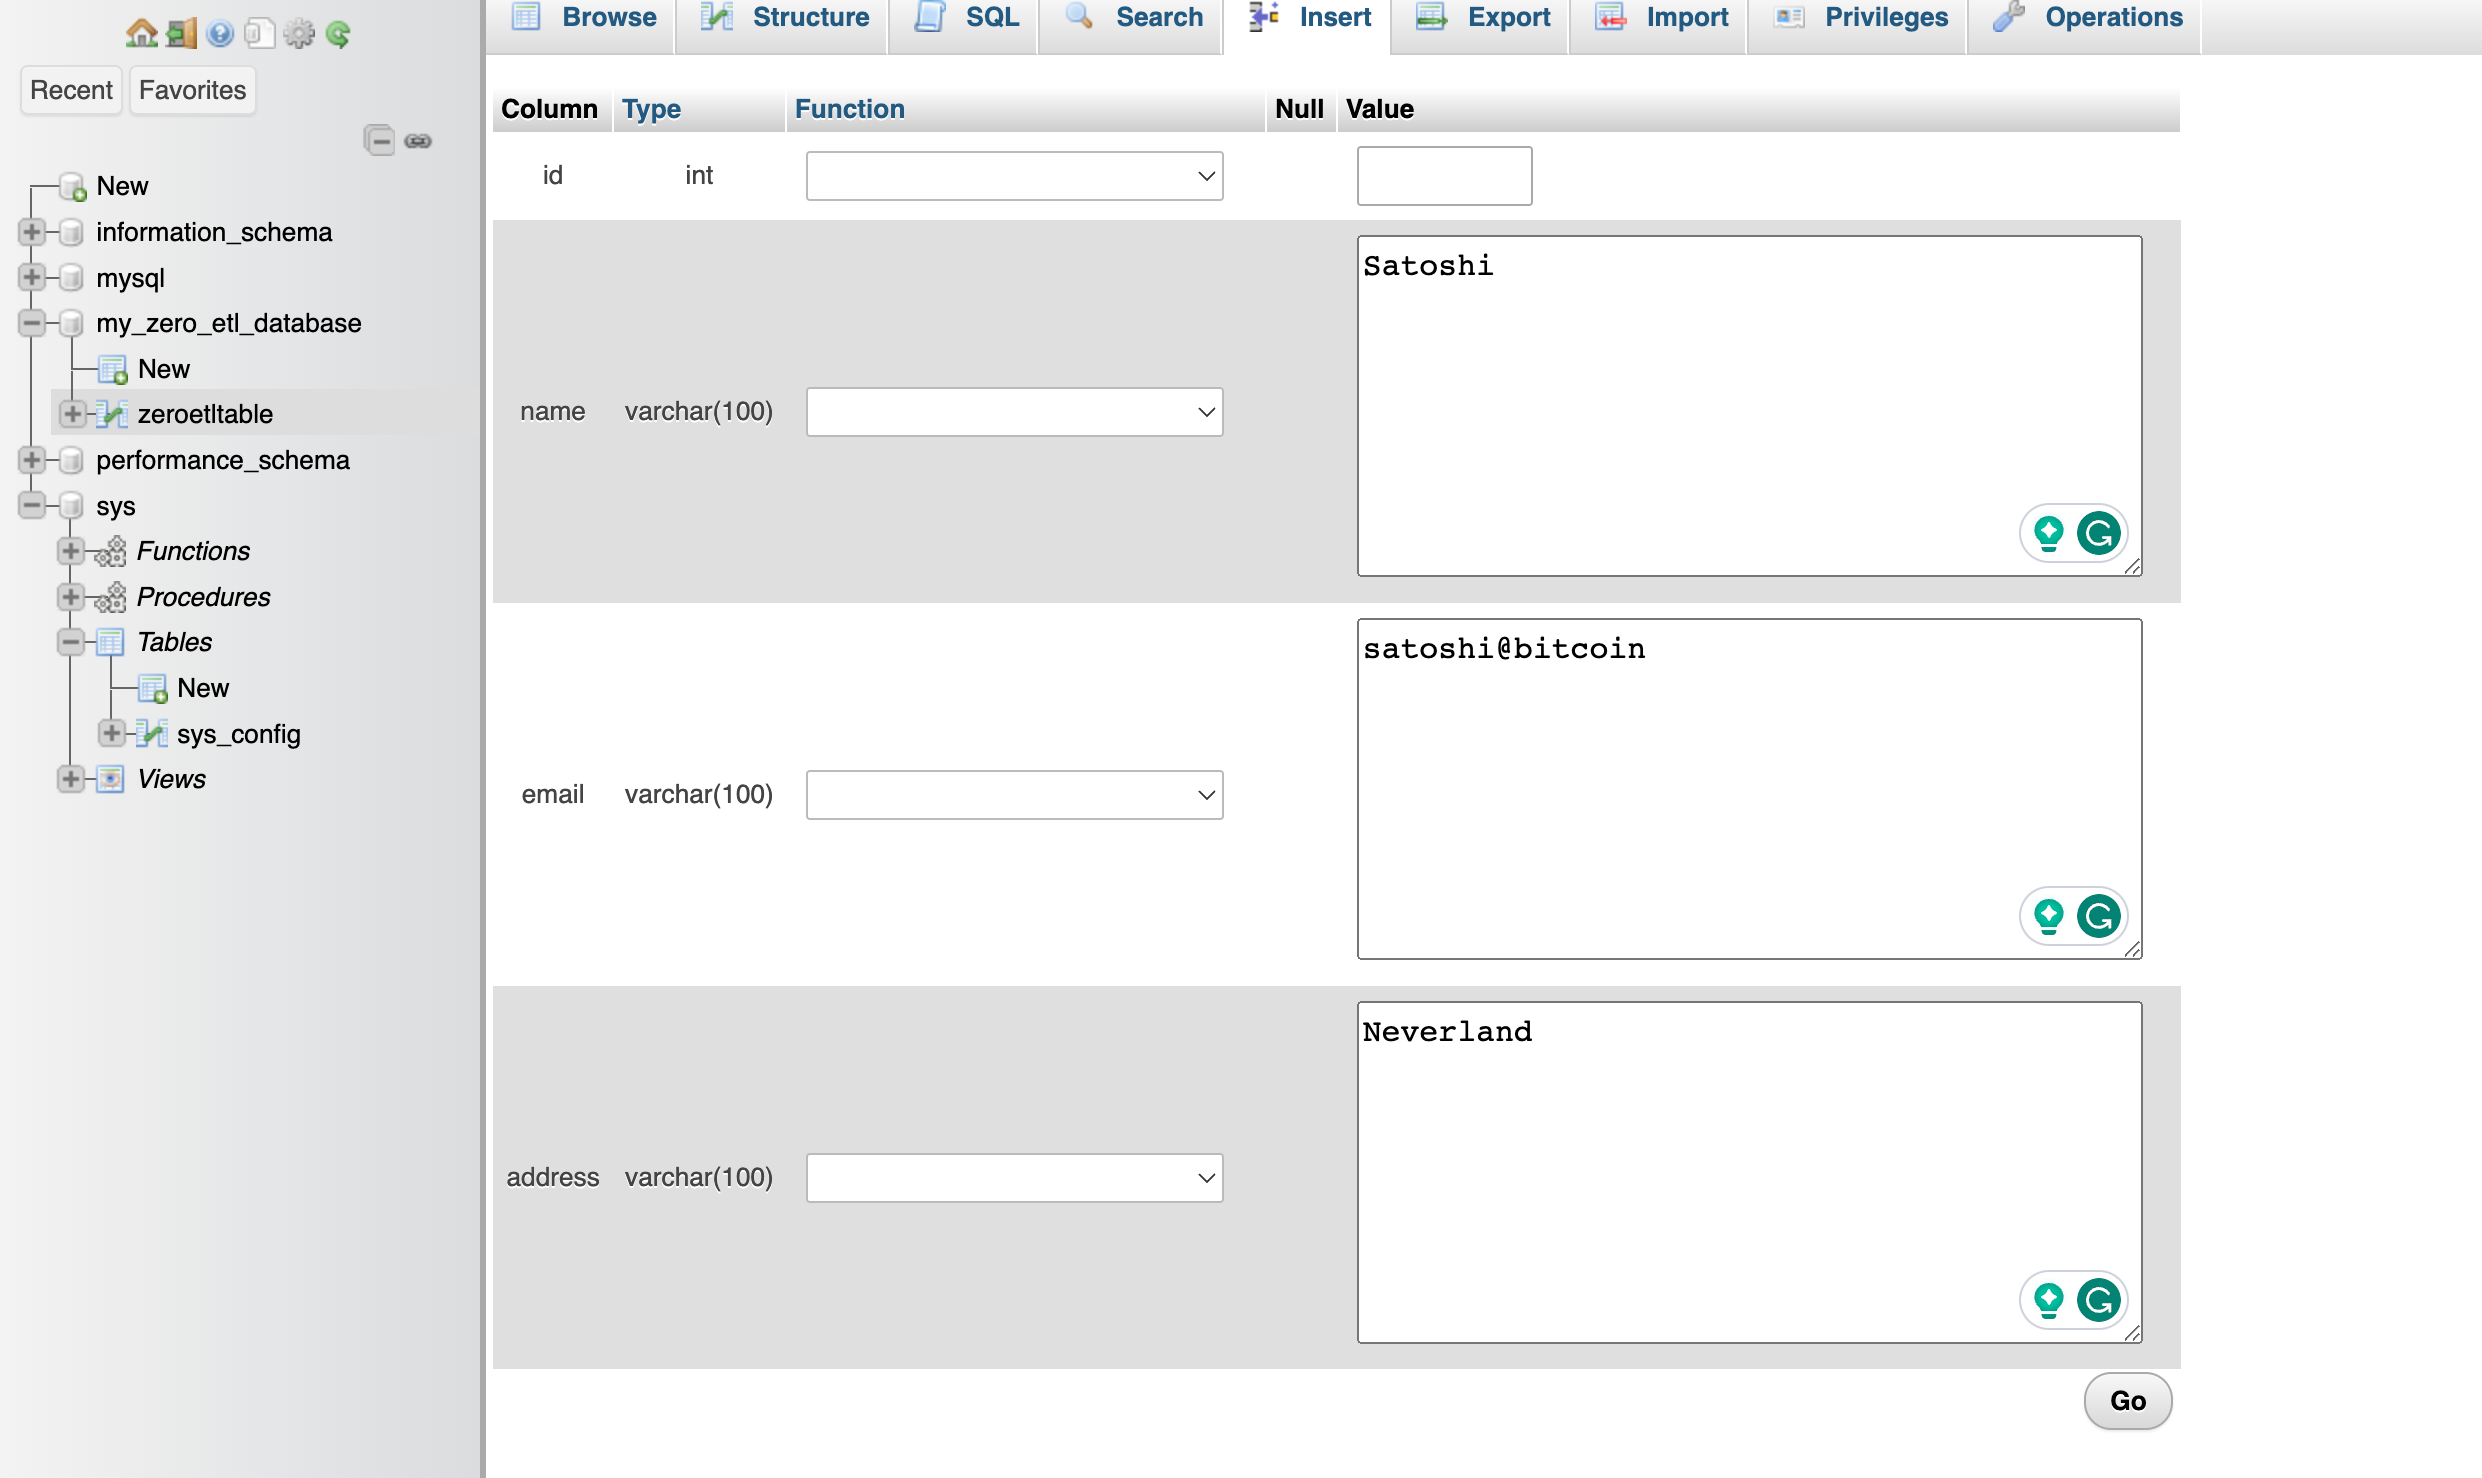 Recent Favorites
New
information_schema
mysql
my_zero_etl_database
New
zeroetltable
performance_schema
sys
Functions
Procedures
Tables
New
sys_config
Views
Browse Structure SQL Search Insert Export Import Privileges Operations
Column Type Function Null Value
id int
name varchar(100) Satoshi
email varchar(100) satoshi@bitcoin
address varchar(100) Neverland
Go